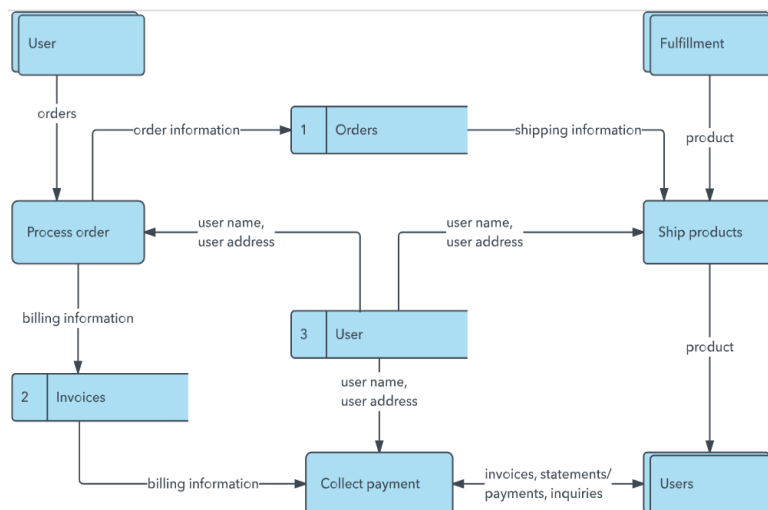 User
Fulfillment
orders
order information
1 Orders
shipping information
product
Process order
user name,
user address
user name,
user address
Ship products
billing information
3 User
product
2 Invoices
user name,
user address
billing information
Collect payment
invoices, statements/
payments, inquiries
Users